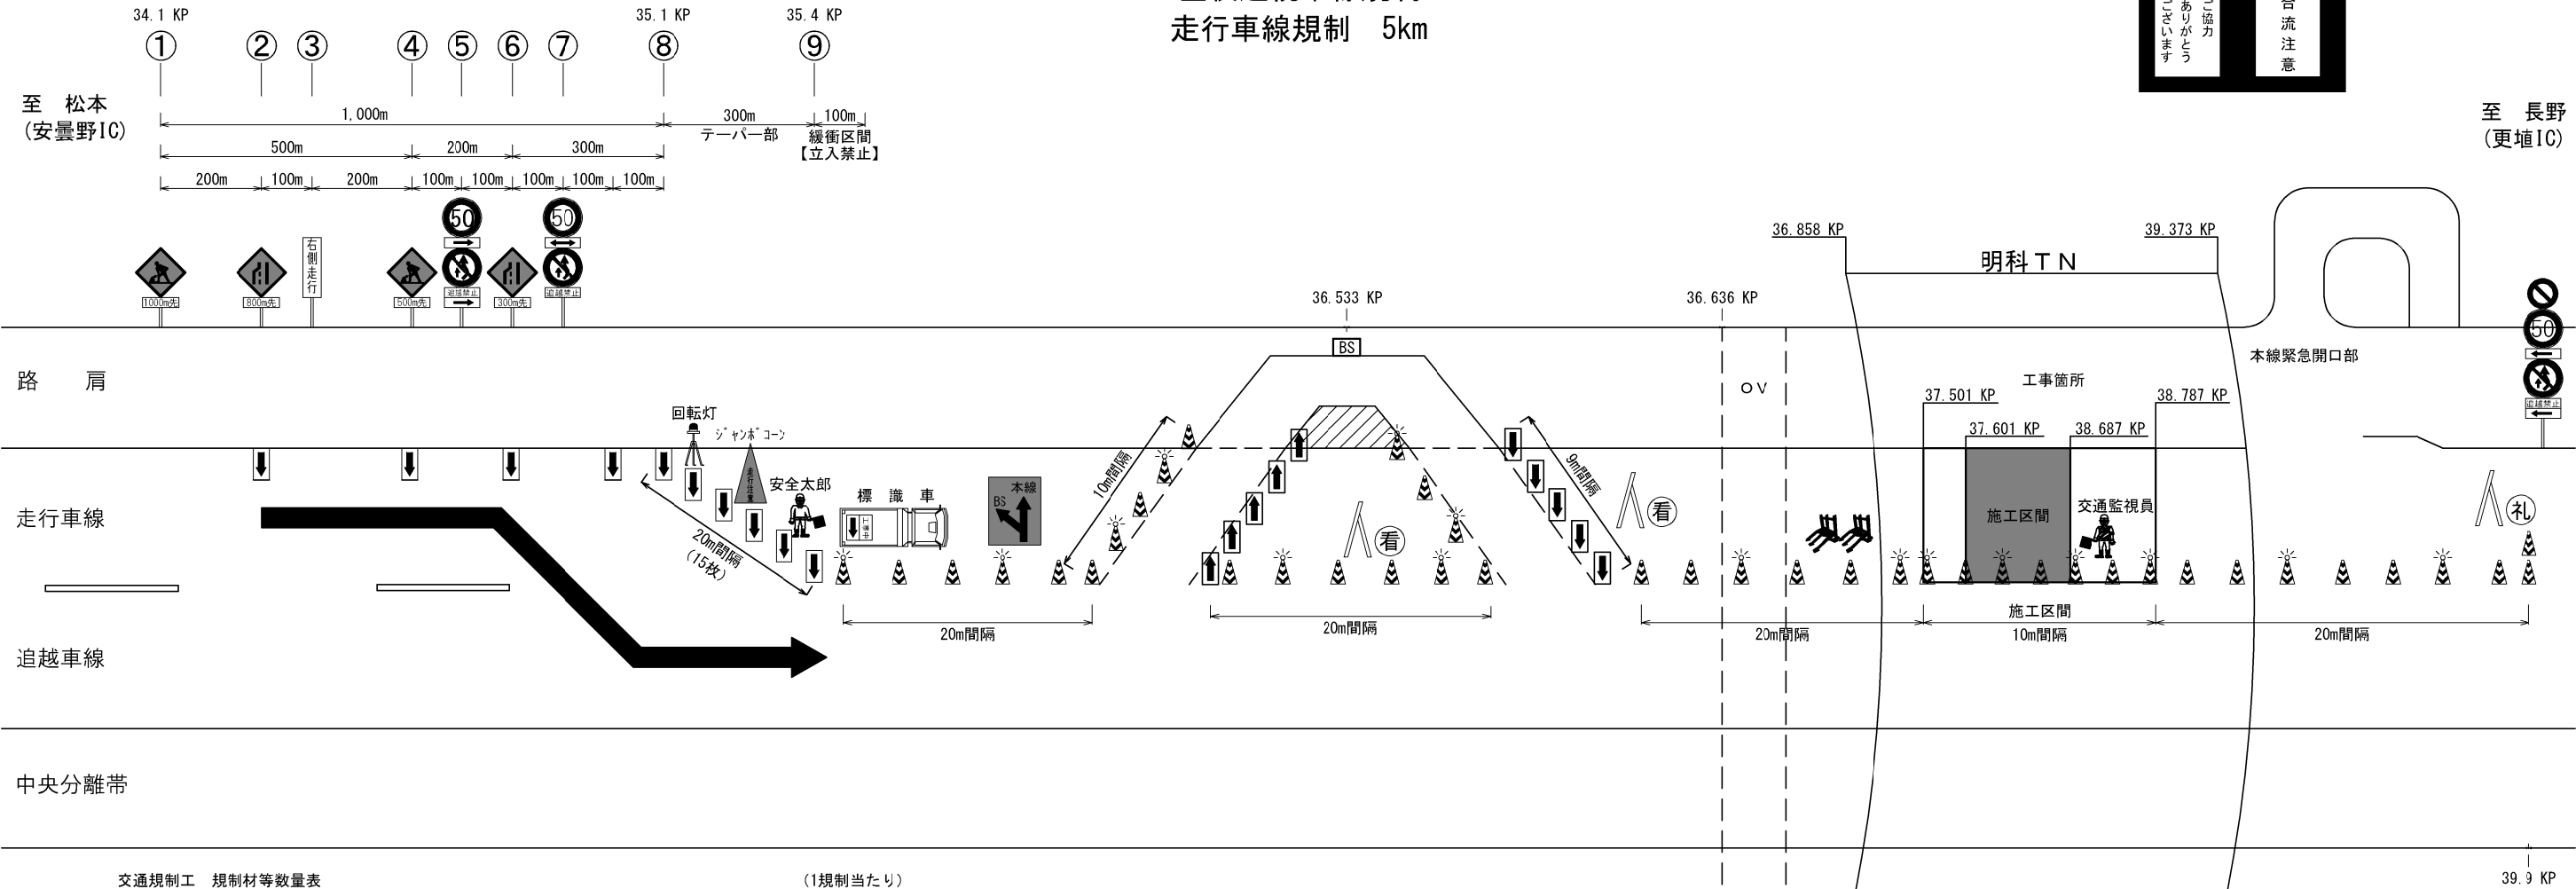 走行車線規制　5km
ご協力
ありがとう
ございます
合流注意
34.1 KP
35.1 KP
35.4 KP
① ② ③ ④ ⑤ ⑥ ⑦ ⑧ ⑨
至　松本
(安曇野IC)
至　長野
(更埴IC)
1,000m
300m
100m
テーパー部
緩衝区間
【立入禁止】
500m
200m
300m
200m
100m
200m
100m
100m
100m
100m
100m
1000m先
800m先
右側走行
500m先
50
追越禁止
300m先
50
追越禁止
36.858 KP
39.373 KP
明科ＴＮ
36.533 KP
36.636 KP
BS
ＯＶ
本線緊急開口部
50
追越禁止
路　肩
工事箇所
37.501 KP
38.787 KP
37.601 KP
38.687 KP
回転灯
ジャンボコーン
走行注意
安全太郎
標　識　車
工事中
本線
BS
10m間隔
9m間隔
看
看
交通監視員
施工区間
礼
走行車線
20m間隔
(15枚)
20m間隔
20m間隔
20m間隔
施工区間
10m間隔
20m間隔
追越車線
中央分離帯
交通規制工　規制材等数量表
(1規制当たり)
39.9 KP